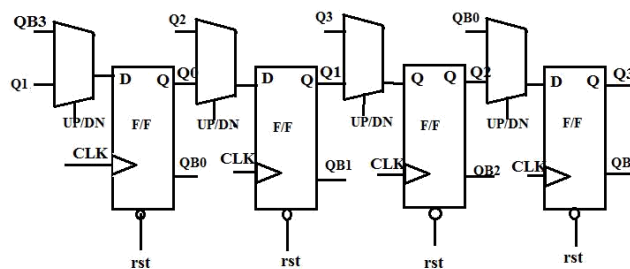 QB3 Q2 Q3 QB0
Q1 D Q Q0 D Q Q1 Q Q Q2 D Q Q3
UP/DN F/F UP/DN F/F UP/DN F/F UP/DN F/F
CLK QB0 CLK QB1 CLK QB2 CLK QB
rst rst rst rst